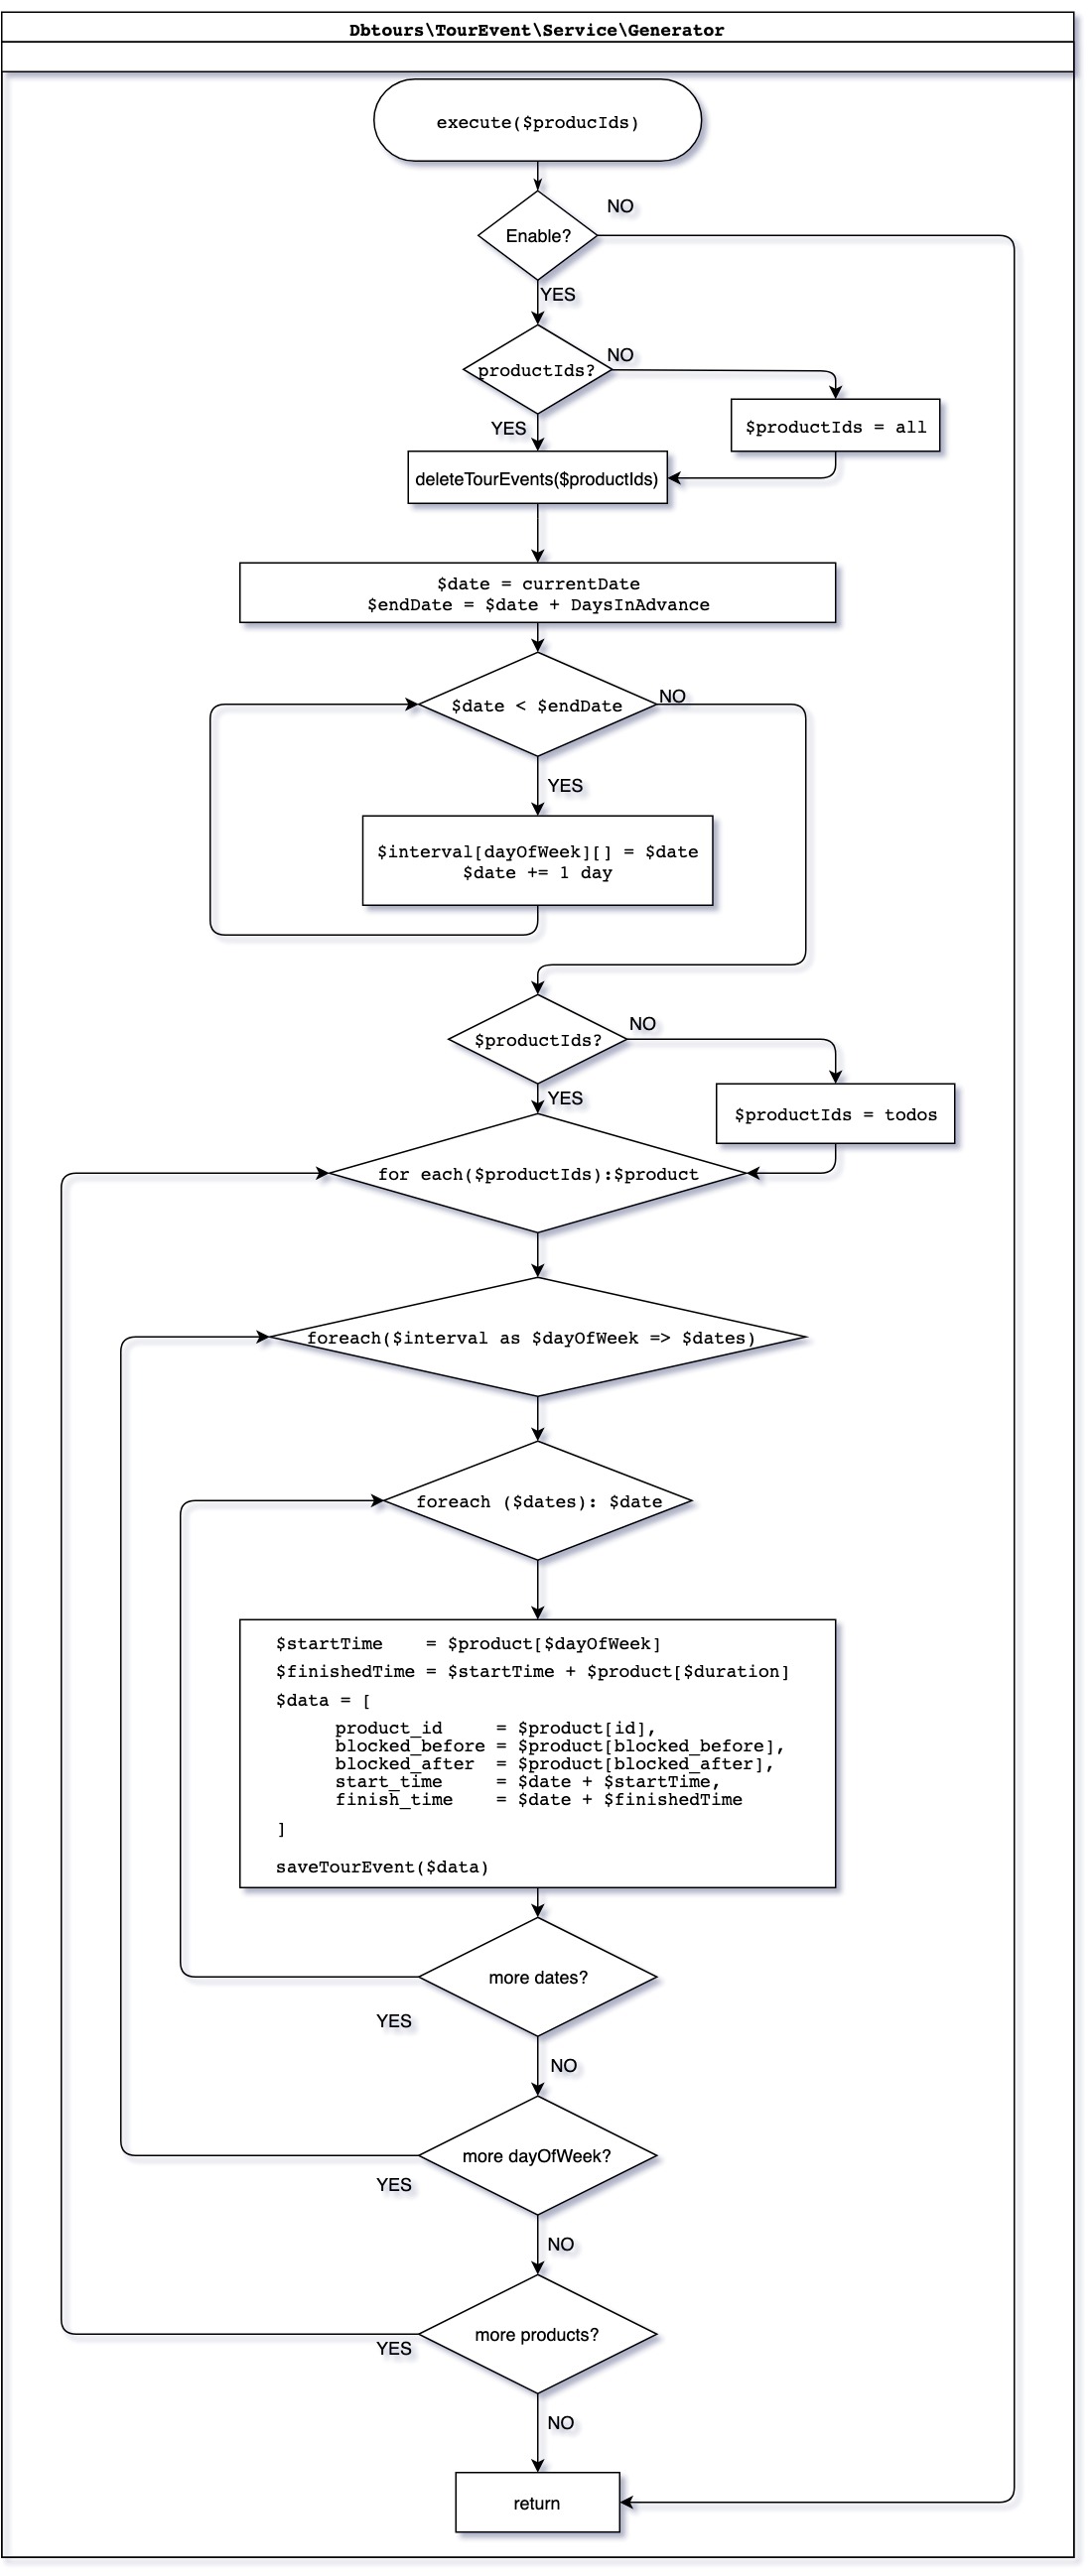 Dbtours\TourEvent\Service\Generator
execute($producIds)
NO
Enable?
YES
NO
productIds?
$productIds = all
YES
deleteTourEvents($productIds)
$date = currentDate
$endDate = $date + DaysInAdvance
NO
$date < $endDate
YES
$interval[dayOfWeek][] = $date
$date += 1 day
NO
$productIds?
YES
$productIds = todos
for each($productIds):$product
foreach($interval as $dayOfWeek => $dates)
foreach ($dates): $date
$startTime    = $product[$dayOfWeek]
$finishedTime = $startTime + $product[$duration]
$data = [
product_id     = $product[id],
blocked_before = $product[blocked_before],
blocked_after  = $product[blocked_after],
start_time     = $date + $startTime,
finish_time    = $date + $finishedTime
]
saveTourEvent($data)
more dates?
YES
NO
more dayOfWeek?
YES
NO
more products?
YES
NO
return